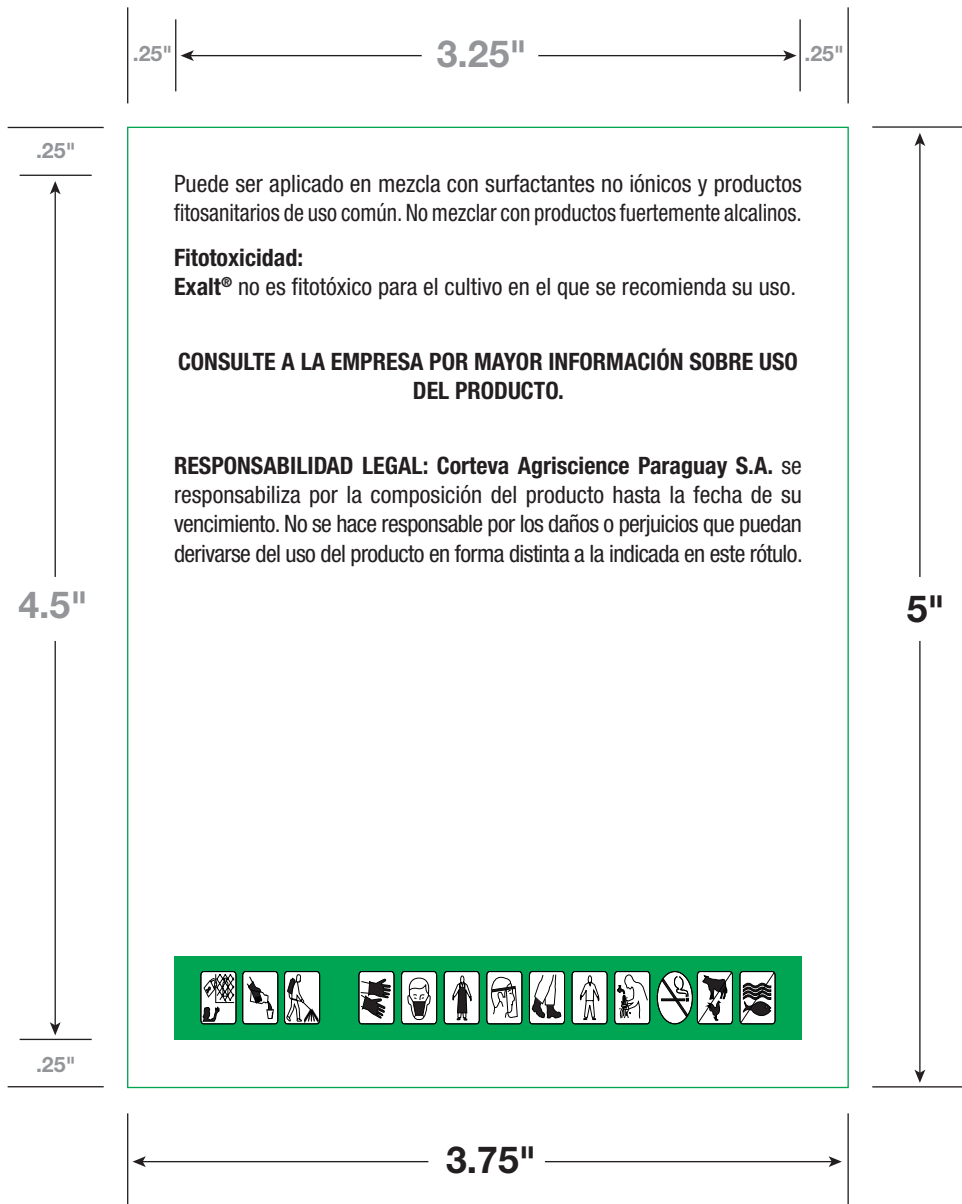 .25"
3.25"
.25"
.25"
Puede ser aplicado en mezcla con surfactantes no iónicos y productos
fitosanitarios de uso común. No mezclar con productos fuertemente alcalinos.
Fitotoxicidad:
Exalt® no es fitotóxico para el cultivo en el que se recomienda su uso.
CONSULTE A LA EMPRESA POR MAYOR INFORMACIÓN SOBRE USO
DEL PRODUCTO.
RESPONSABILIDAD LEGAL: Corteva Agriscience Paraguay S.A. se
responsabiliza por la composición del producto hasta la fecha de su
vencimiento. No se hace responsable por los daños o perjuicios que puedan
derivarse del uso del producto en forma distinta a la indicada en este rótulo.
4.5"
5"
.25"
3.75"